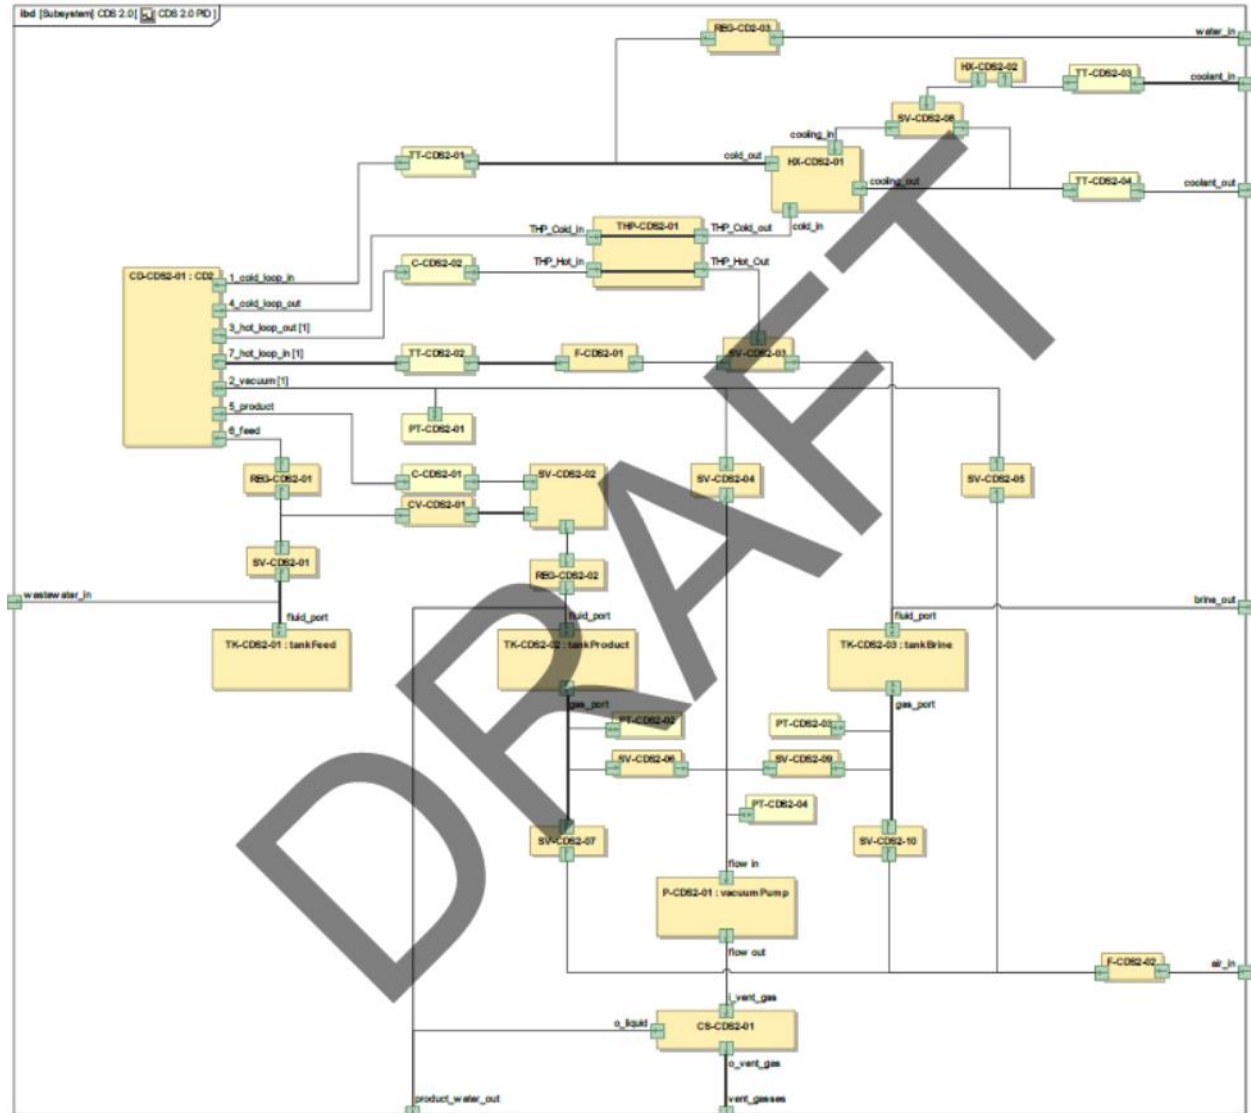 ibd [Subsystem] CDS 2.0 [ CDS 2.0 PID ]
REG-CD2-03
water_in
HX-CDS2-02
TT-CDS2-03
coolant_in
SV-CDS2-08
cooling_in
TT-CDS2-01
cold_out
HX-CDS2-01
cooling_out
TT-CDS2-04
coolant_out
THP_Cold_in
THP-CDS2-01
THP_Cold_out
cold_in
C-CDS2-02
THP_Hot_in
THP_Hot_Out
CD-CDS2-01 : CD2
1_cold_loop_in
4_cold_loop_out
3_hot_loop_out [1]
7_hot_loop_in [1]
TT-CDS2-02
F-CDS2-01
SV-CDS2-03
2_vacuum [1]
5_product
PT-CDS2-01
6_feed
REG-CDS2-01
C-CDS2-01
SV-CDS2-02
SV-CDS2-04
SV-CDS2-05
CV-CDS2-01
SV-CDS2-01
REG-CDS2-02
wastewater_in
brine_out
fluid_port
fluid_port
fluid_port
TK-CDS2-01 : tankFeed
TK-CDS2-02 : tankProduct
TK-CDS2-03 : tankBrine
gas_port
gas_port
PT-CDS2-02
PT-CDS2-03
SV-CDS2-06
SV-CDS2-09
PT-CDS2-04
SV-CDS2-07
SV-CDS2-10
flow in
P-CDS2-01 : vacuumPump
flow out
F-CDS2-02
air_in
i_vent_gas
o_liquid
CS-CDS2-01
o_vent_gas
product_water_out
vent_gasses
DRAFT